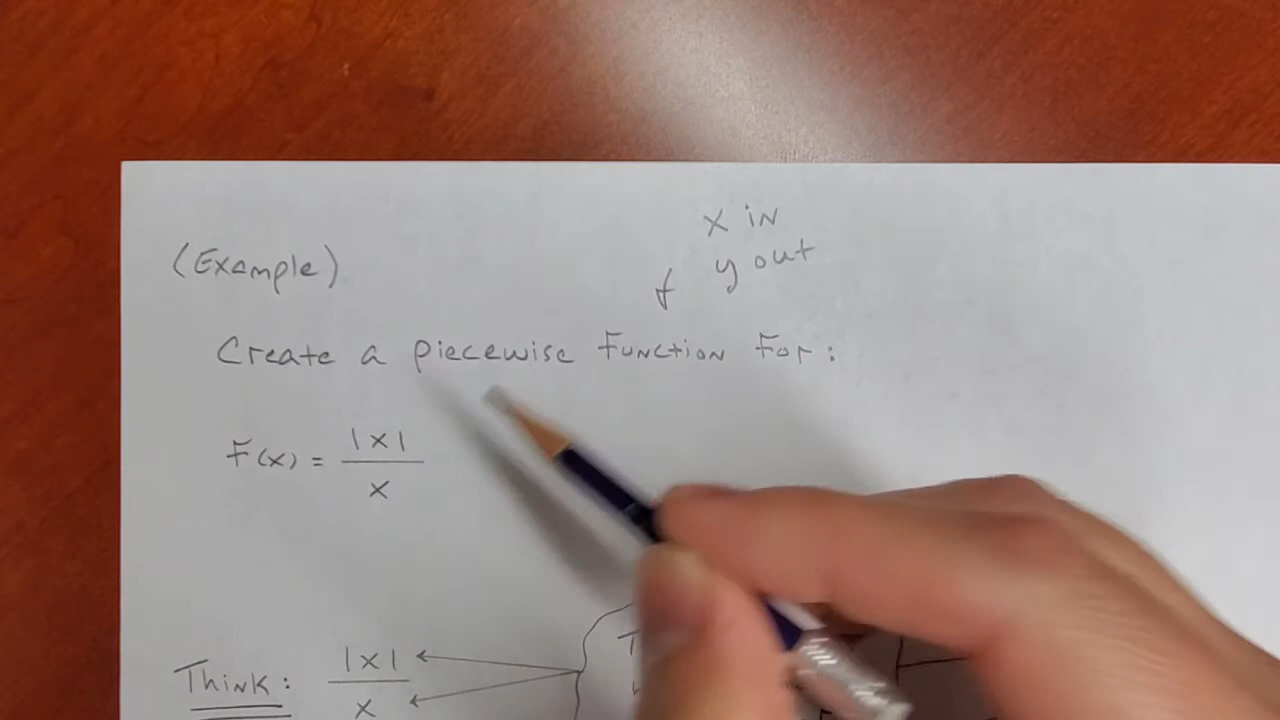 x in
y out
f
(Example)
Create a piecewise function for:
F(x) = |x|
x
Think: |x|
x